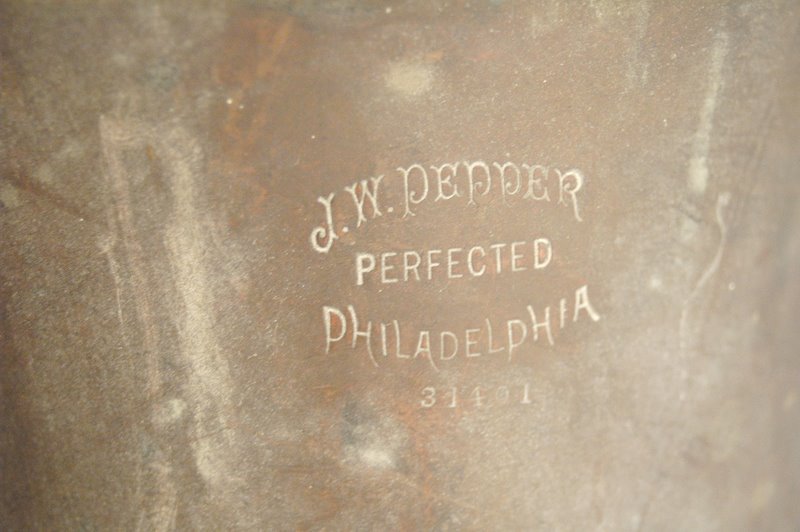 J.W. PEPPER
PERFECTED
PHILADELPHIA
31401